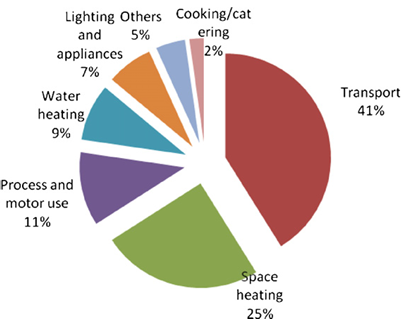 Cooking/cat
ering
2%
Transport
41%
Space
heating
25%
Process and
motor use
11%
Water
heating
9%
Lighting
and
appliances
7%
Others
5%